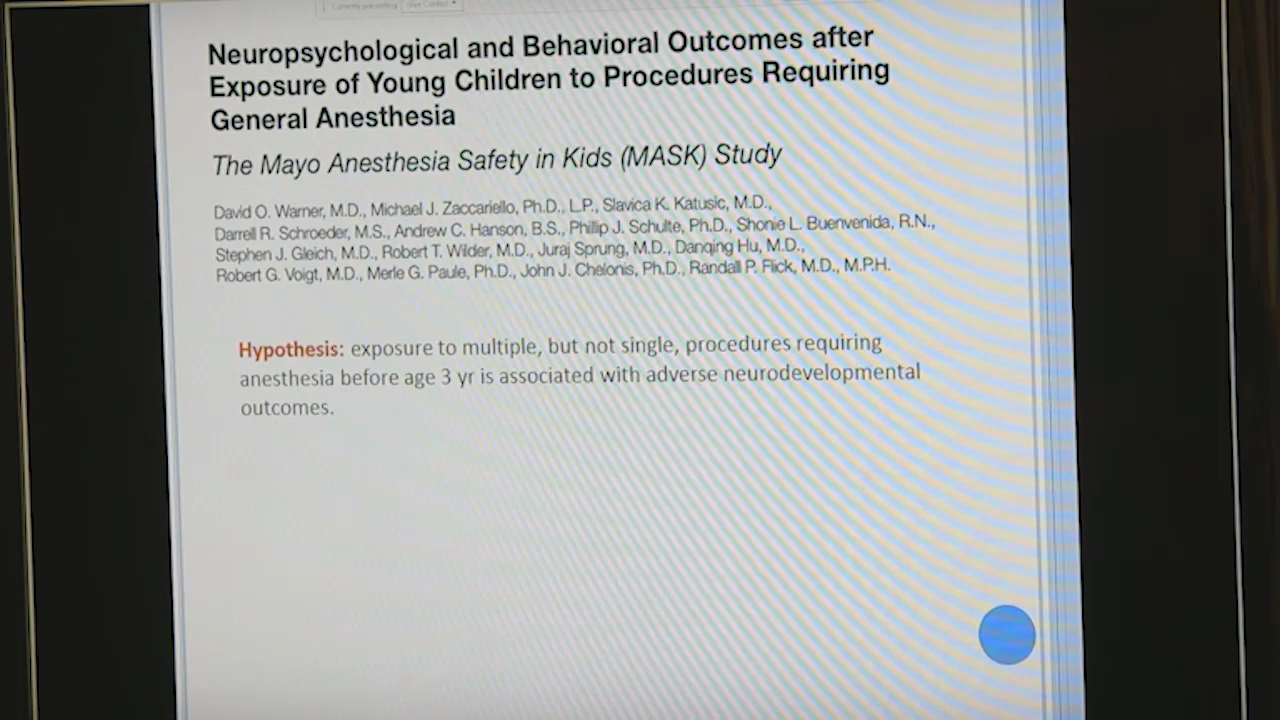 Currently presenting Give Control
Neuropsychological and Behavioral Outcomes after
Exposure of Young Children to Procedures Requiring
General Anesthesia
The Mayo Anesthesia Safety in Kids (MASK) Study
David O. Warner, M.D., Michael J. Zaccariello, Ph.D., L.P., Slavica K. Katusic, M.D.,
Darrell R. Schroeder, M.S., Andrew C. Hanson, B.S., Phillip J. Schulte, Ph.D., Shonie L. Buenvenida, R.N.,
Stephen J. Gleich, M.D., Robert T. Wilder, M.D., Juraj Sprung, M.D., Danqing Hu, M.D.,
Robert G. Voigt, M.D., Merle G. Paule, Ph.D., John J. Chelonis, Ph.D., Randall P. Flick, M.D., M.P.H.
Hypothesis: exposure to multiple, but not single, procedures requiring
anesthesia before age 3 yr is associated with adverse neurodevelopmental
outcomes.